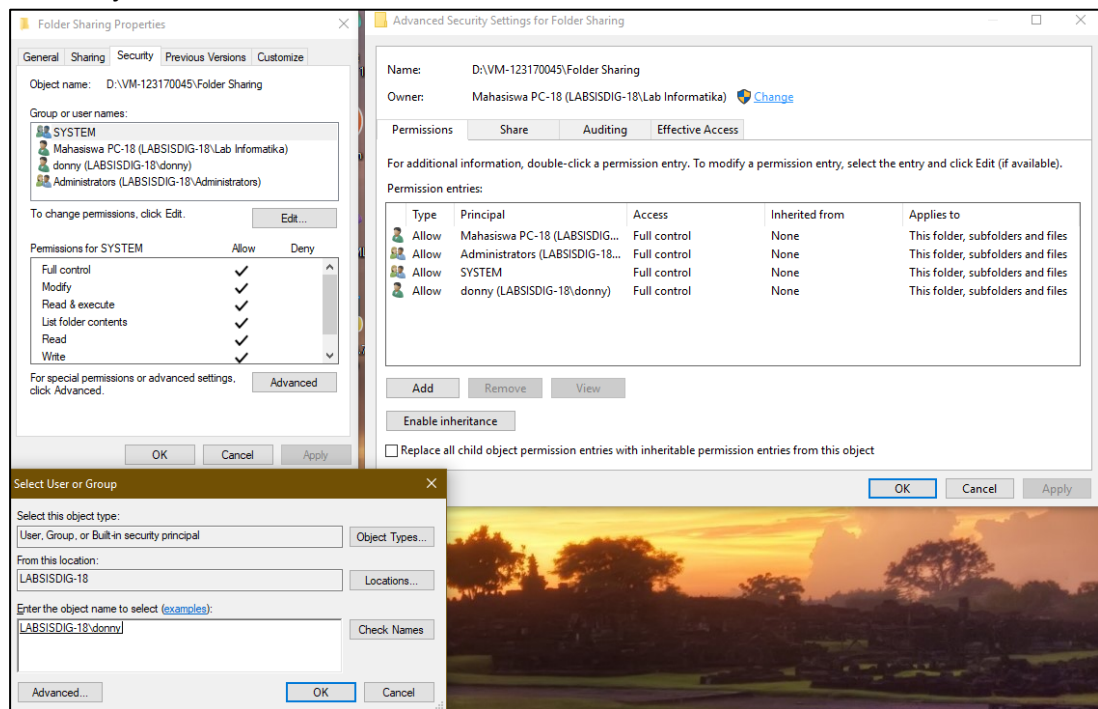 Folder Sharing Properties
General Sharing Security Previous Versions Customize
Object name: D:\VM-123170045\Folder Sharing
Group or user names:
SYSTEM
Mahasiswa PC-18 (LABSISDIG-18\Lab Informatika)
donny (LABSISDIG-18\donny)
Administrators (LABSISDIG-18\Administrators)
To change permissions, click Edit.
Edit...
Permissions for SYSTEM Allow Deny
Full control
Modify
Read & execute
List folder contents
Read
Write
For special permissions or advanced settings,
click Advanced.
Advanced
OK Cancel Apply
Advanced Security Settings for Folder Sharing
Name: D:\VM-123170045\Folder Sharing
Owner: Mahasiswa PC-18 (LABSISDIG-18\Lab Informatika) Change
Permissions Share Auditing Effective Access
For additional information, double-click a permission entry. To modify a permission entry, select the entry and click Edit (if available).
Permission entries:
Type Principal Access Inherited from Applies to
Allow Mahasiswa PC-18 (LABSISDIG... Full control None This folder, subfolders and files
Allow Administrators (LABSISDIG-18... Full control None This folder, subfolders and files
Allow SYSTEM Full control None This folder, subfolders and files
Allow donny (LABSISDIG-18\donny) Full control None This folder, subfolders and files
Add Remove View
Enable inheritance
Replace all child object permission entries with inheritable permission entries from this object
OK Cancel Apply
Select User or Group
Select this object type:
User, Group, or Built-in security principal
Object Types...
From this location:
LABSISDIG-18
Locations...
Enter the object name to select (examples):
LABSISDIG-18\donny
Check Names
Advanced... OK Cancel